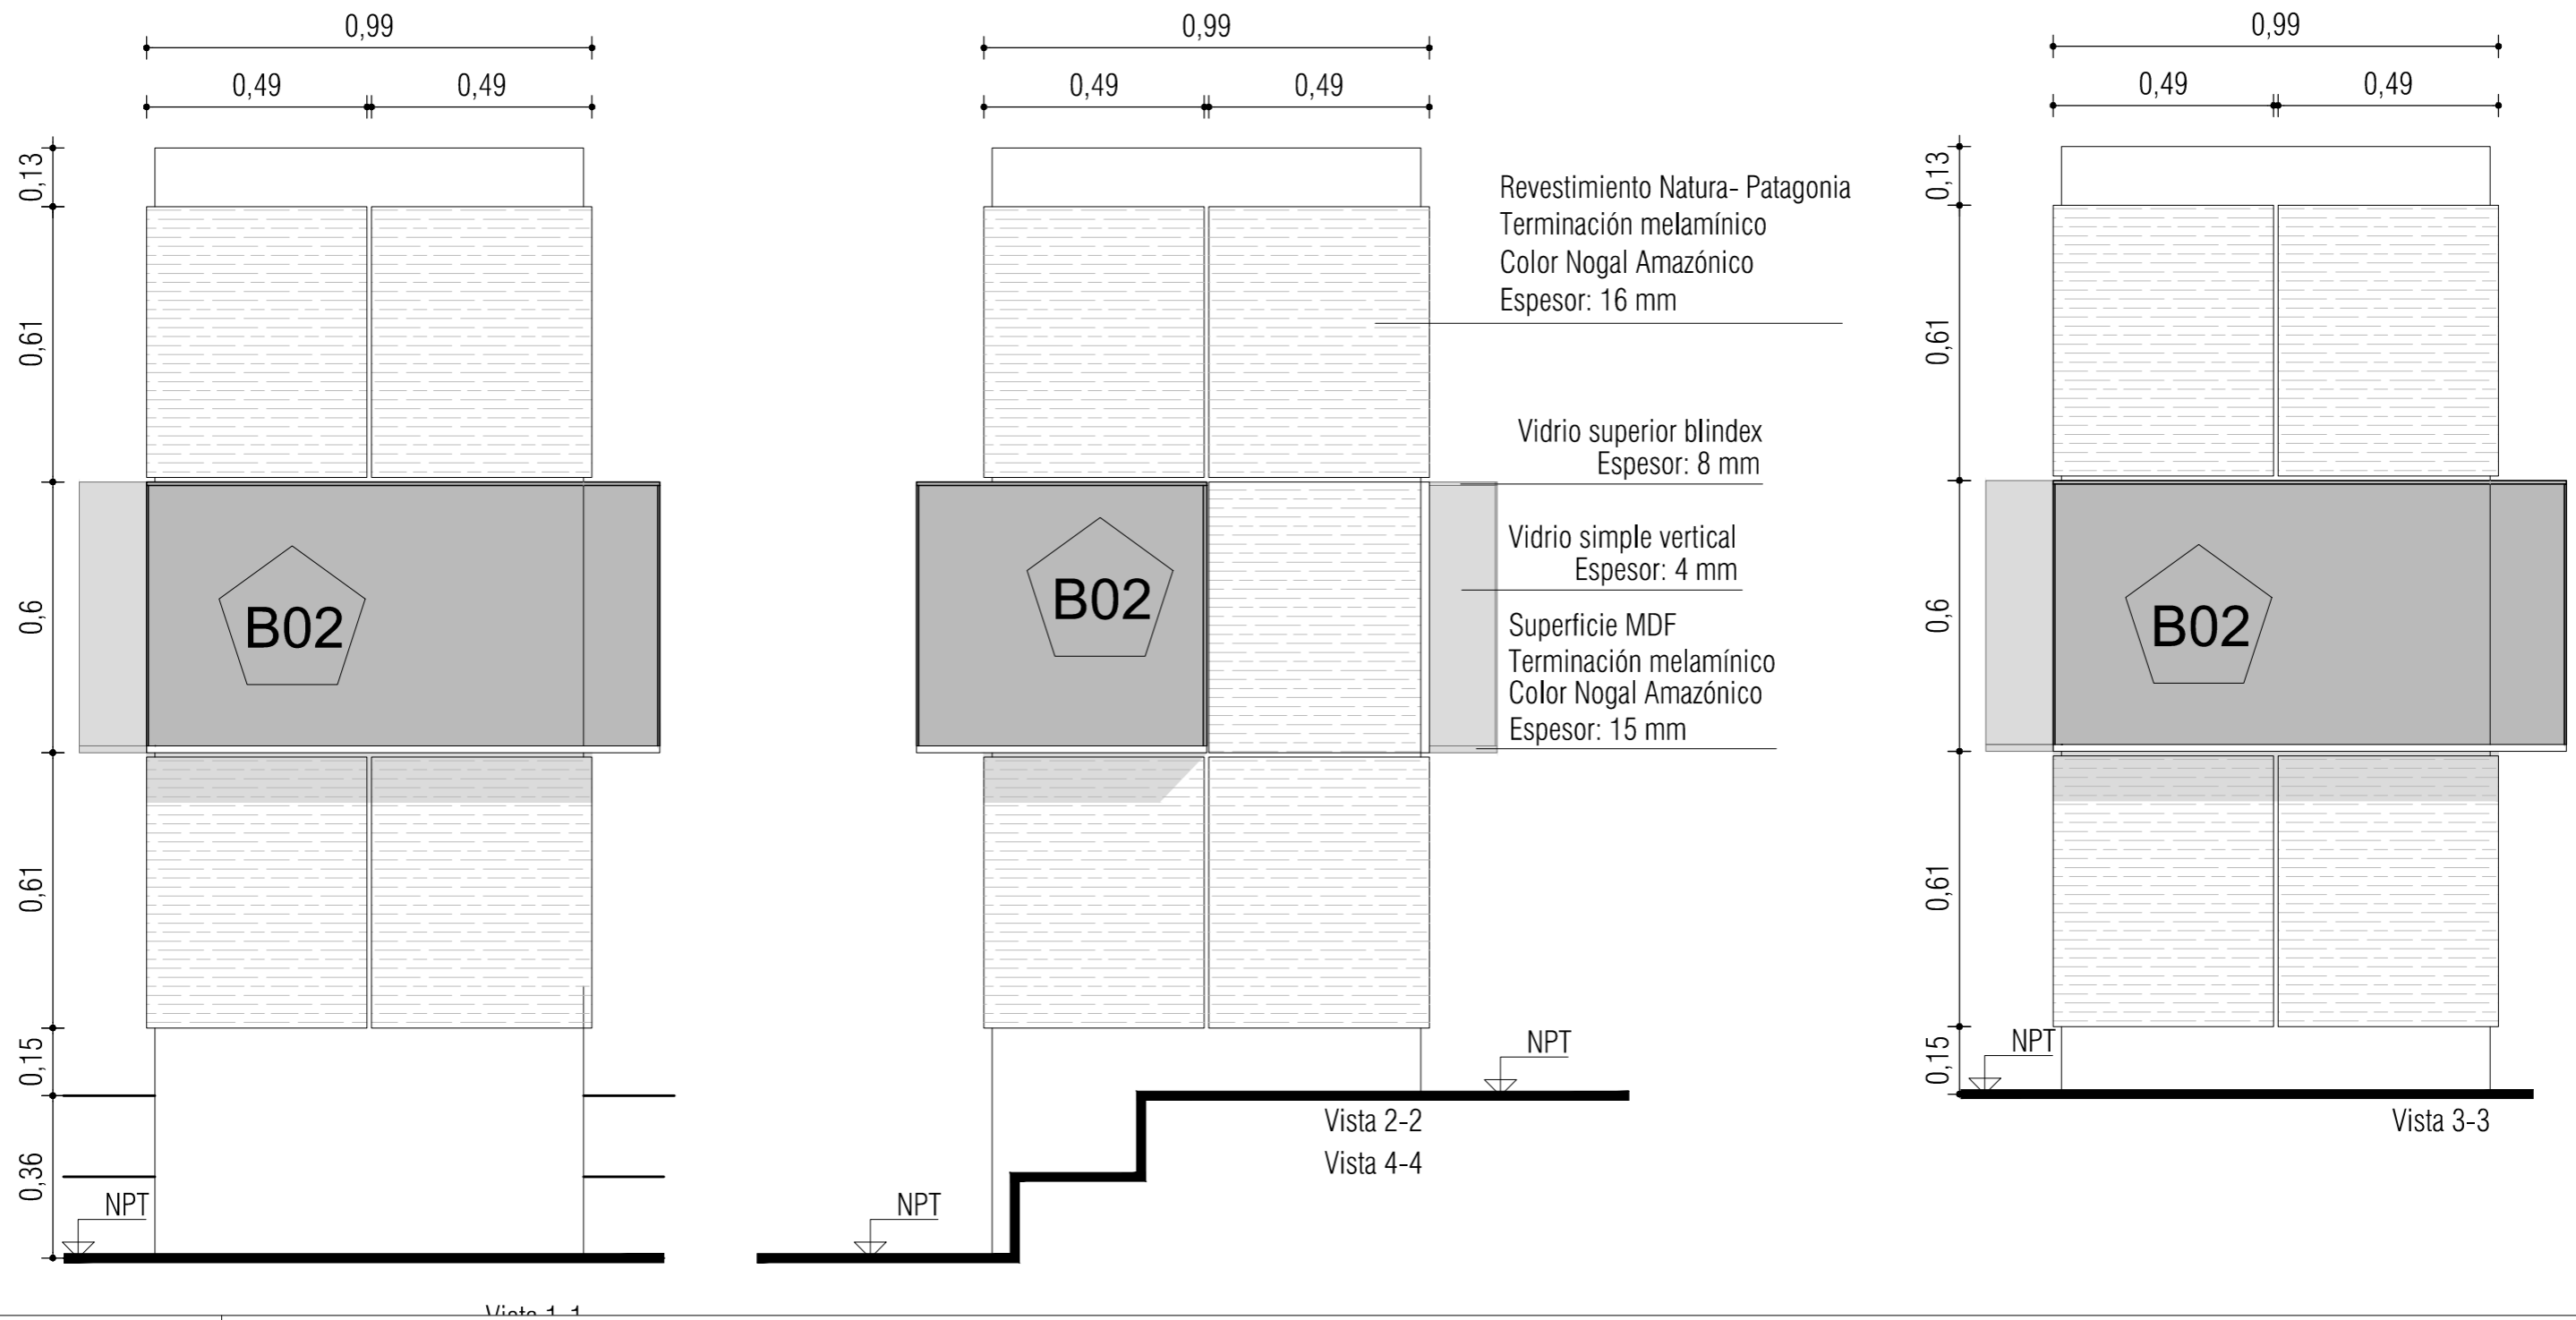 0,99
0,49
0,49
0,13
0,61
0,6
0,61
0,15
0,36
B02
NPT
Vista 1-1
0,99
0,49
0,49
B02
Revestimiento Natura- Patagonia
Terminación melamínico
Color Nogal Amazónico
Espesor: 16 mm
Vidrio superior blindex
Espesor: 8 mm
Vidrio simple vertical
Espesor: 4 mm
Superficie MDF
Terminación melamínico
Color Nogal Amazónico
Espesor: 15 mm
NPT
Vista 2-2
Vista 4-4
NPT
0,99
0,49
0,49
0,13
0,61
0,6
0,61
0,15
B02
NPT
Vista 3-3